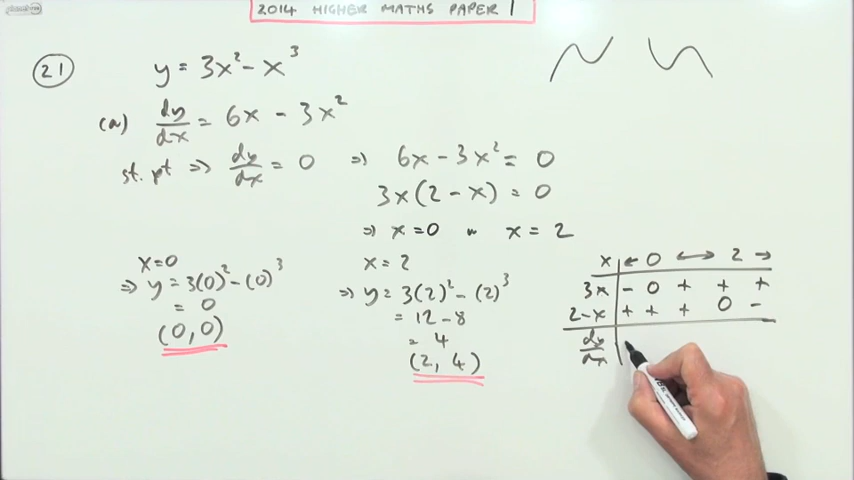 2014 HIGHER MATHS PAPER 1
21
y = 3x² - x³
(a) dy/dx = 6x - 3x²
st. pt ⇒ dy/dx = 0 ⇒ 6x - 3x² = 0
3x(2 - x) = 0
⇒ x = 0 or x = 2
x = 0
⇒ y = 3(0)² - (0)³
= 0
(0, 0)
x = 2
⇒ y = 3(2)² - (2)³
= 12 - 8
= 4
(2, 4)
x ← 0 ↔ 2 →
3x - 0 + + +
2-x + + + 0 -
dy/dx